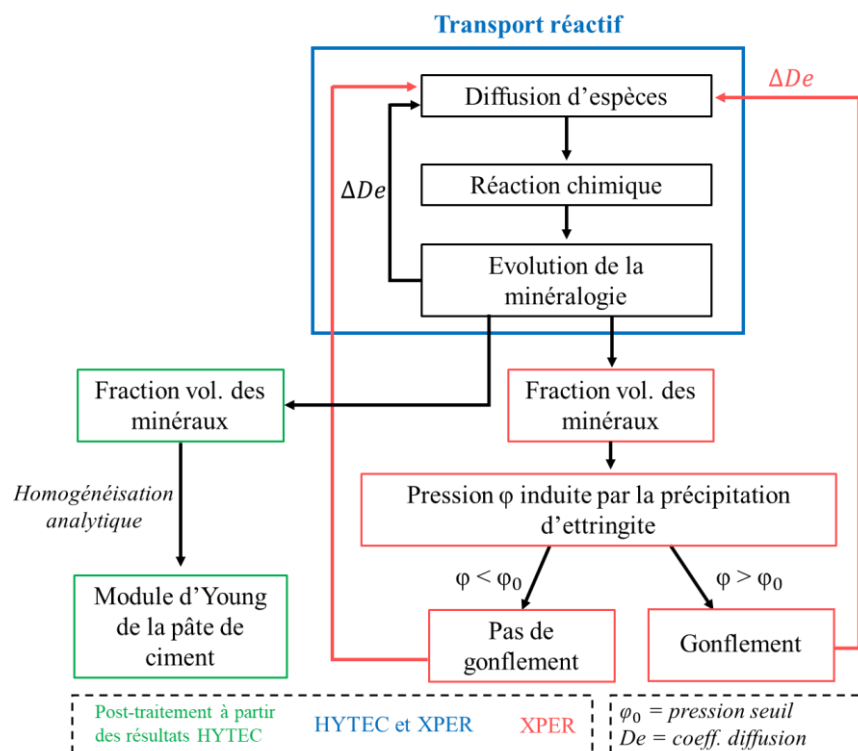 Transport réactif
Diffusion d’espèces
ΔDe
Réaction chimique
ΔDe
Evolution de la
minéralogie
Fraction vol. des
minéraux
Fraction vol. des
minéraux
Homogénéisation
analytique
Pression φ induite par la précipitation
d’ettringite
φ < φ₀
φ > φ₀
Module d’Young
de la pâte de
ciment
Pas de
gonflement
Gonflement
Post-traitement à partir
des résultats HYTEC
HYTEC et XPER
XPER
φ₀ = pression seuil
De = coeff. diffusion